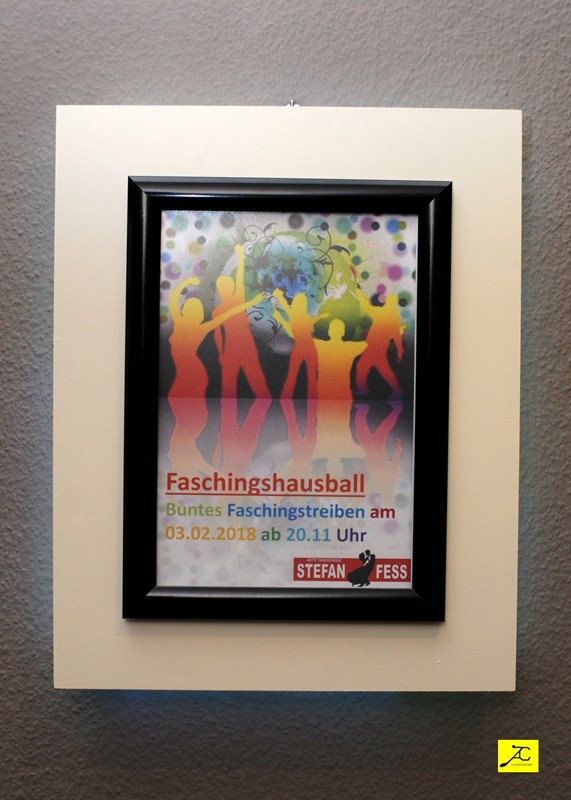 Faschingshausball
Buntes Faschingstreiben am
03.02.2018 ab 20.11 Uhr
STEFAN FESS